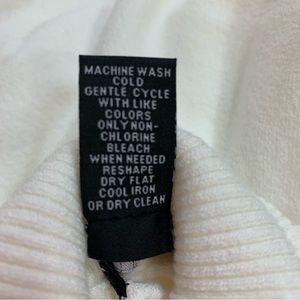 MACHINE WASH
COLD
GENTLE CYCLE
WITH LIKE
COLORS
ONLY NON-
CHLORINE
BLEACH
WHEN NEEDED
RESHAPE
DRY FLAT
COOL IRON
OR DRY CLEAN